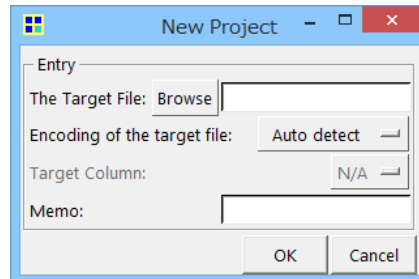 New Project
Entry
The Target File: Browse
Encoding of the target file: Auto detect
Target Column: N/A
Memo:
OK Cancel